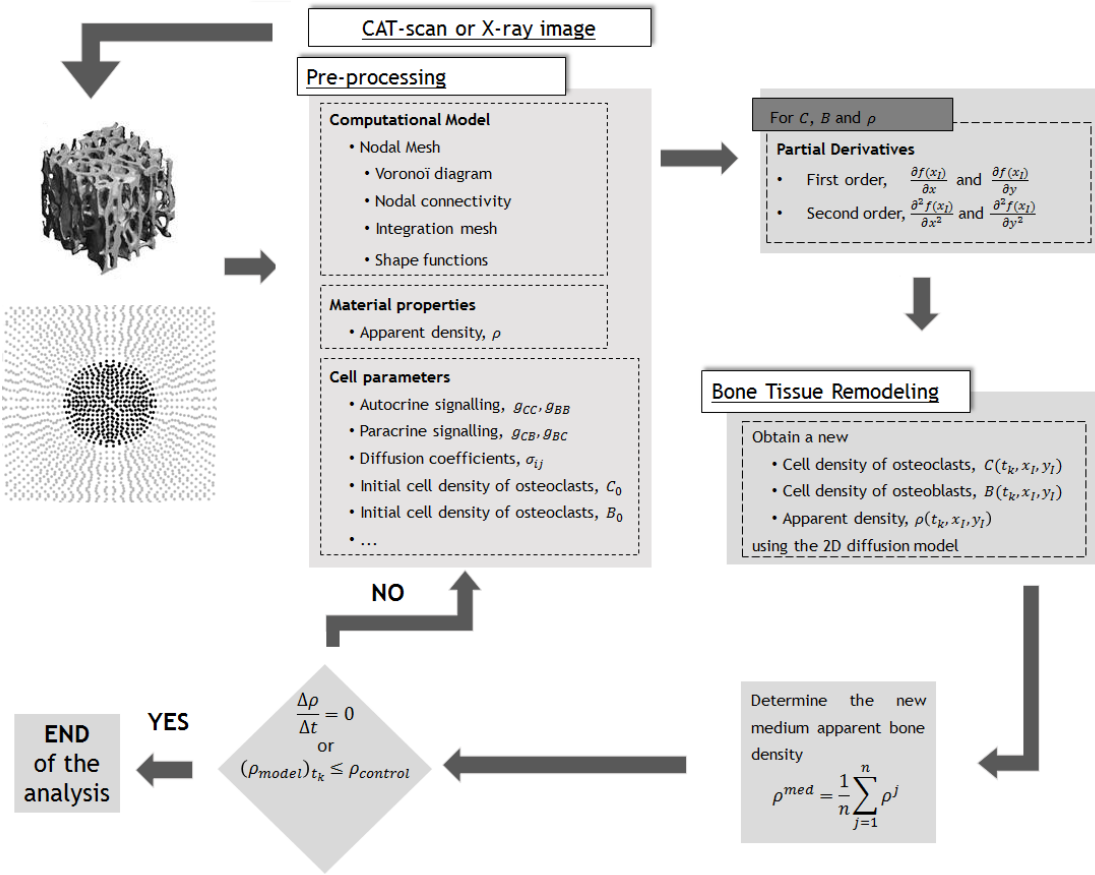 CAT-scan or X-ray image
Pre-processing
Computational Model
• Nodal Mesh
• Voronoï diagram
• Nodal connectivity
• Integration mesh
• Shape functions
Material properties
• Apparent density, ρ
Cell parameters
• Autocrine signalling, g_CC, g_BB
• Paracrine signalling, g_CB, g_BC
• Diffusion coefficients, σ_ij
• Initial cell density of osteoclasts, C_0
• Initial cell density of osteoclasts, B_0
• ...
For C, B and ρ
Partial Derivatives
• First order, ∂f(x_I)/∂x and ∂f(x_I)/∂y
• Second order, ∂²f(x_I)/∂x² and ∂²f(x_I)/∂y²
Bone Tissue Remodeling
Obtain a new
• Cell density of osteoclasts, C(t_k, x_I, y_I)
• Cell density of osteoblasts, B(t_k, x_I, y_I)
• Apparent density, ρ(t_k, x_I, y_I)
using the 2D diffusion model
Determine the new
medium apparent bone
density
ρ^med = 1/n ∑_{j=1}^{n} ρ^j
Δρ/Δt = 0
or
(ρ_model)_{t_k} ≤ ρ_control
NO
YES
END
of the
analysis